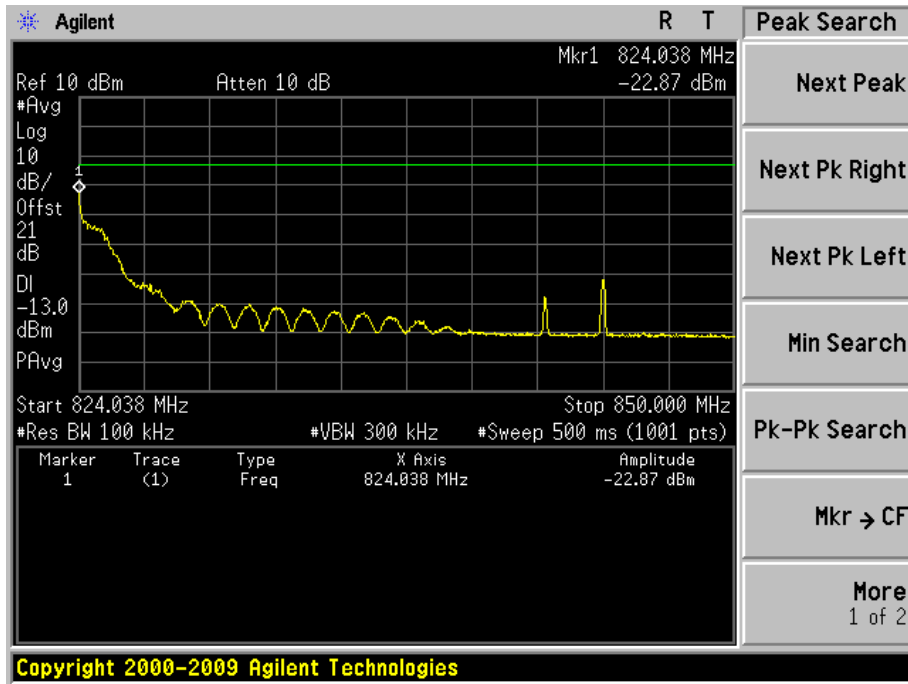 Agilent R T Peak Search
Mkr1 824.038 MHz
Ref 10 dBm Atten 10 dB -22.87 dBm
#Avg
Log
10
dB/
Offst
21
dB
DI
-13.0
dBm
PAvg
1
Start 824.038 MHz Stop 850.000 MHz
#Res BW 100 kHz #VBW 300 kHz #Sweep 500 ms (1001 pts)
Marker Trace Type X Axis Amplitude
1 (1) Freq 824.038 MHz -22.87 dBm
Next Peak
Next Pk Right
Next Pk Left
Min Search
Pk-Pk Search
Mkr → CF
More
1 of 2
Copyright 2000-2009 Agilent Technologies